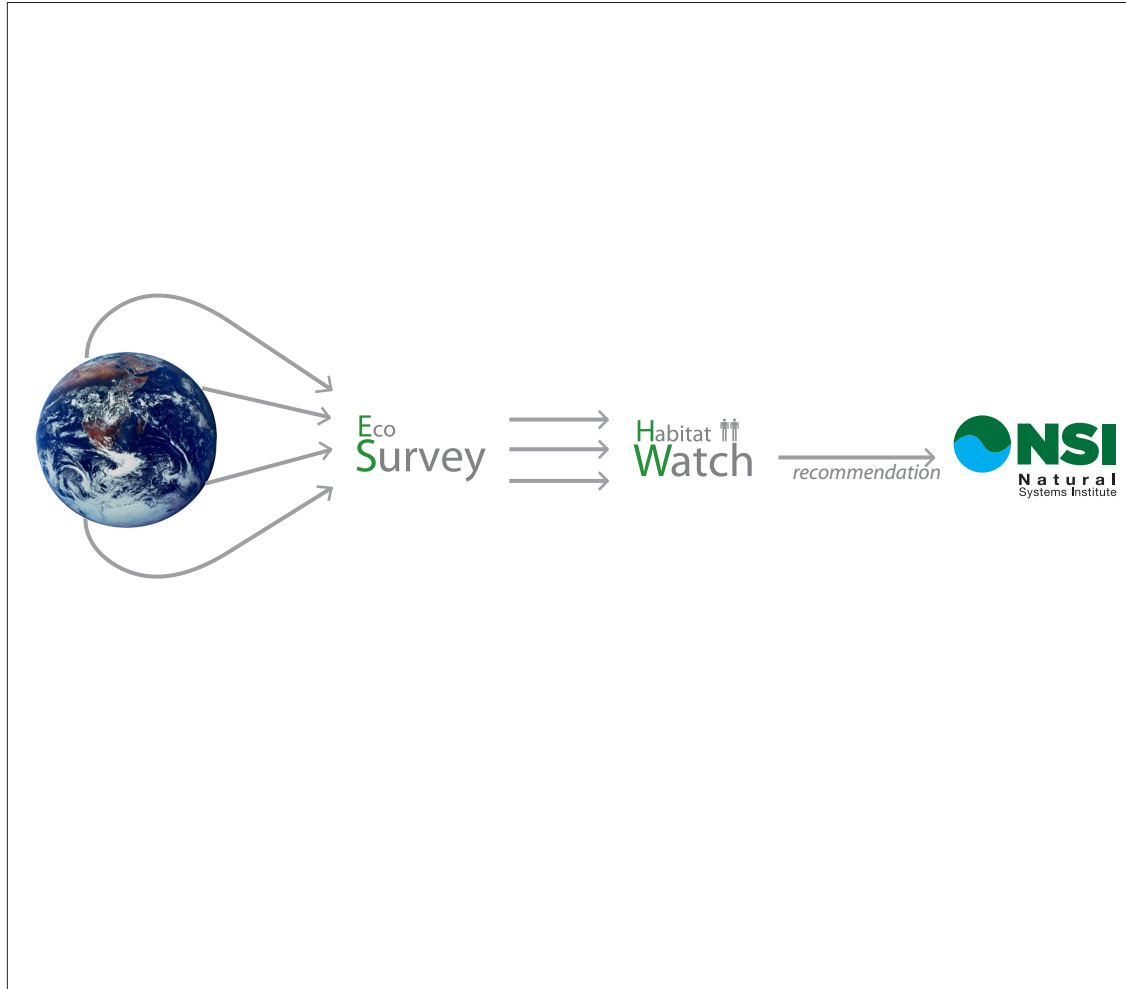 Eco
Survey
Habitat
Watch
recommendation
NSI
Natural
Systems Institute